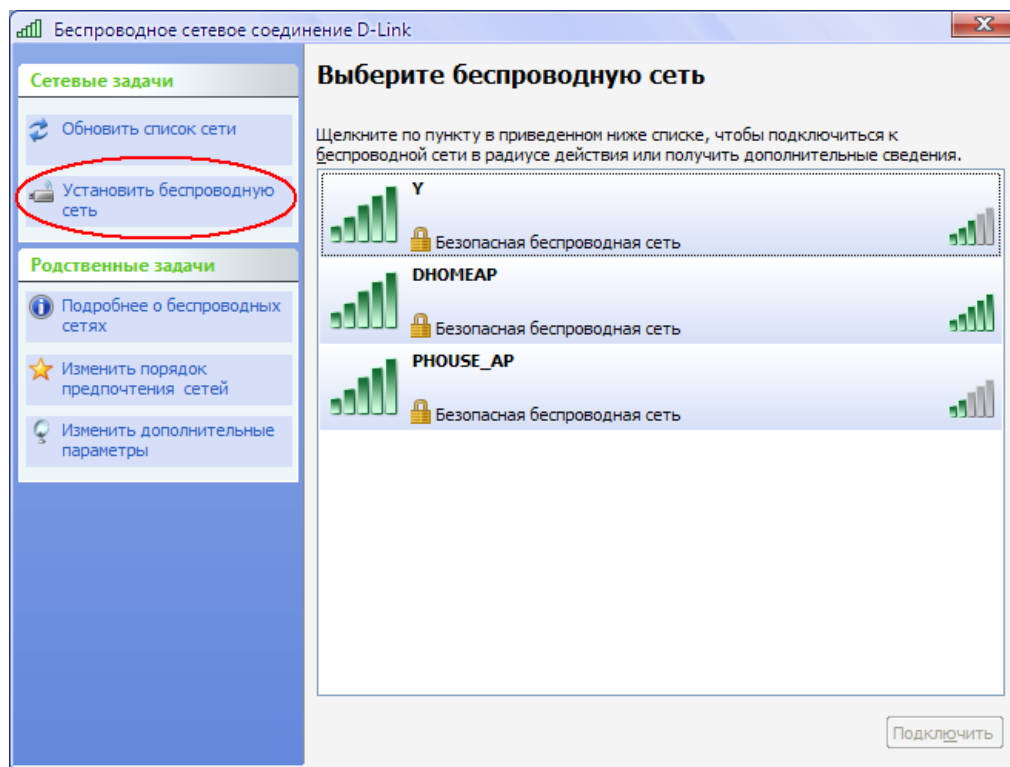 Беспроводное сетевое соединение D-Link
Сетевые задачи
Обновить список сети
Установить беспроводную
сеть
Родственные задачи
Подробнее о беспроводных
сетях
Изменить порядок
предпочтения сетей
Изменить дополнительные
параметры
Выберите беспроводную сеть
Щелкните по пункту в приведенном ниже списке, чтобы подключиться к
беспроводной сети в радиусе действия или получить дополнительные сведения.
Y
Безопасная беспроводная сеть
DHOMEAP
Безопасная беспроводная сеть
PHOUSE_AP
Безопасная беспроводная сеть
Подключить